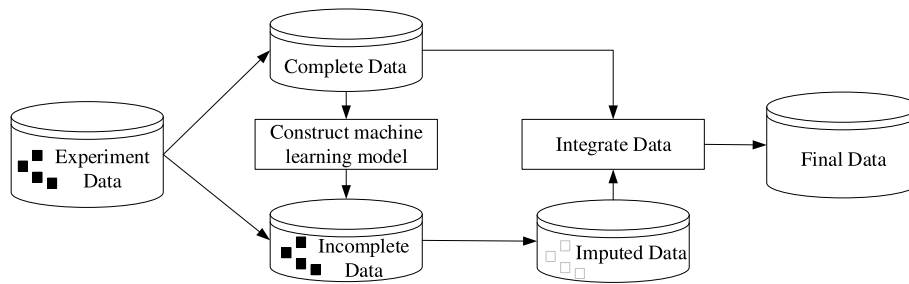 Complete Data
Experiment
Data
Construct machine
learning model
Integrate Data
Final Data
Incomplete
Data
Imputed Data